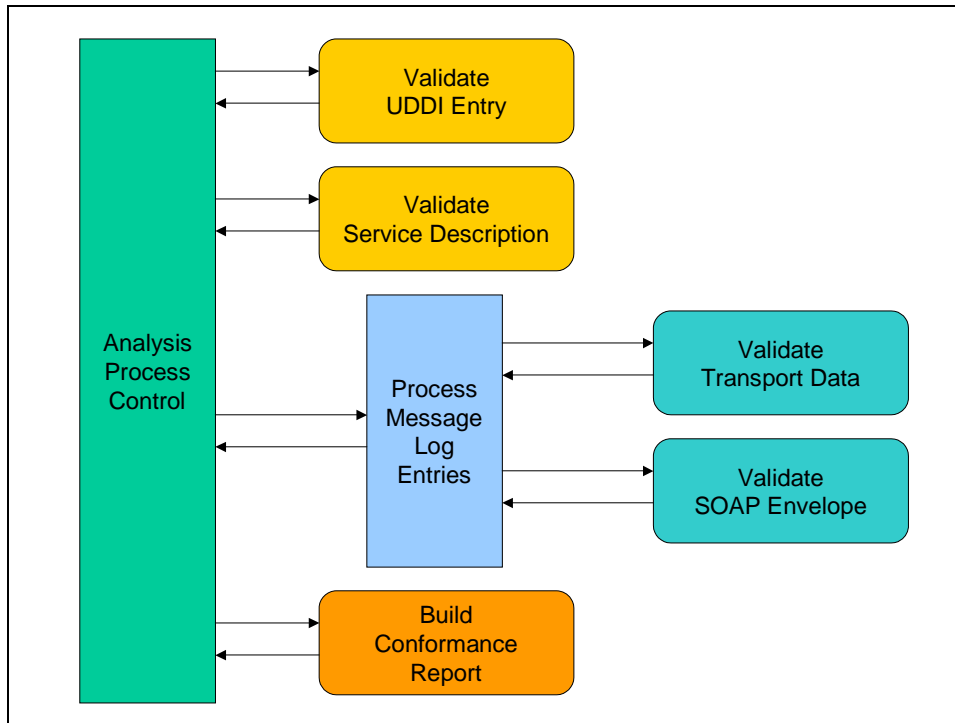 Validate
UDDI Entry
Validate
Service Description
Analysis
Process
Control
Process
Message
Log
Entries
Validate
Transport Data
Validate
SOAP Envelope
Build
Conformance
Report